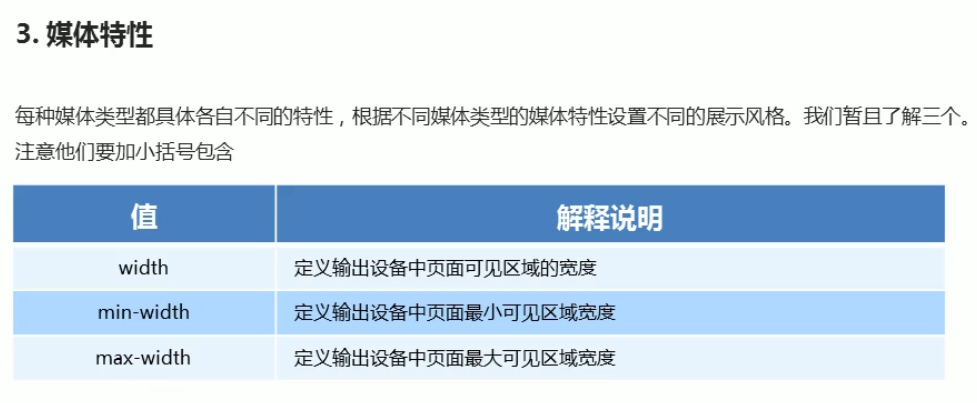 3. 媒体特性
每种媒体类型都具体各自不同的特性，根据不同媒体类型的媒体特性设置不同的展示风格。我们暂且了解三个。
注意他们要加小括号包含
值 解释说明
width 定义输出设备中页面可见区域的宽度
min-width 定义输出设备中页面最小可见区域宽度
max-width 定义输出设备中页面最大可见区域宽度